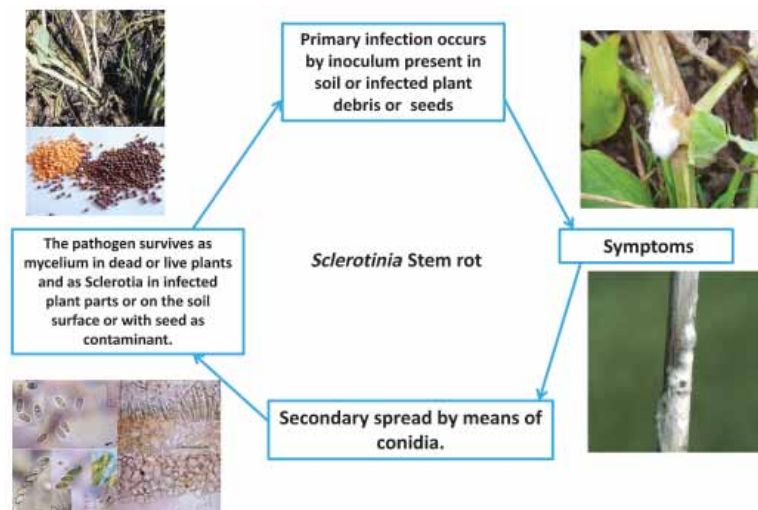 Primary infection occurs
by inoculum present in
soil or infected plant
debris or seeds
Symptoms
Secondary spread by means of
conidia.
The pathogen survives as
mycelium in dead or live plants
and as Sclerotia in infected
plant parts or on the soil
surface or with seed as
contaminant.
Sclerotinia Stem rot